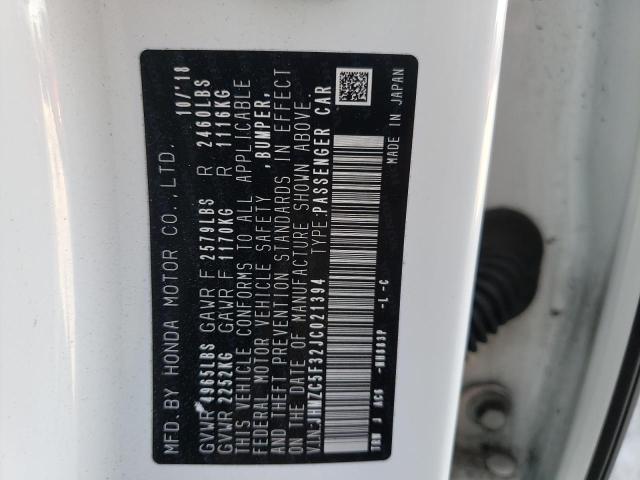 MFD. BY HONDA MOTOR CO., LTD. 10/'18
GVWR 4965LBS GAWR F 2579LBS R 2460LBS
GVWR 2252KG GAWR F 1170KG R 1116KG
THIS VEHICLE CONFORMS TO ALL APPLICABLE
FEDERAL MOTOR VEHICLE SAFETY , BUMPER,
AND THEFT PREVENTION STANDARDS IN EFFECT
ON THE DATE OF MANUFACTURE SHOWN ABOVE.
V.I.N.: JHMZC5F32JC021394 TYPE: PASSENGER CAR
-L-C MADE IN JAPAN